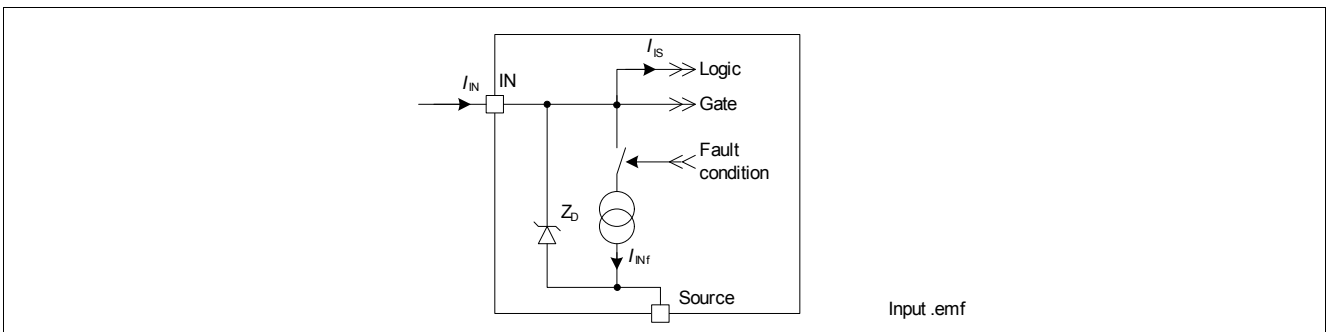 I_IS
Logic
I_IN IN
Gate
Fault
condition
Z_D
I_INf
Source
Input .emf